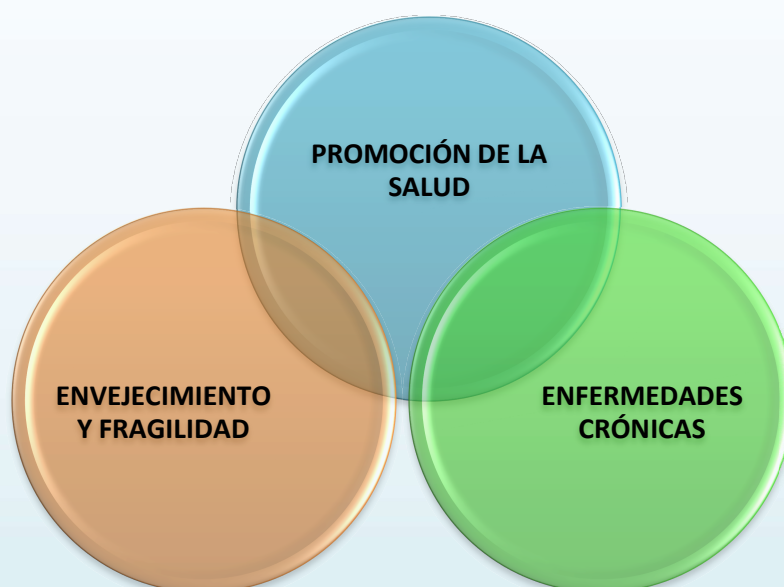 PROMOCIÓN DE LA
SALUD
ENVEJECIMIENTO
Y FRAGILIDAD
ENFERMEDADES
CRÓNICAS